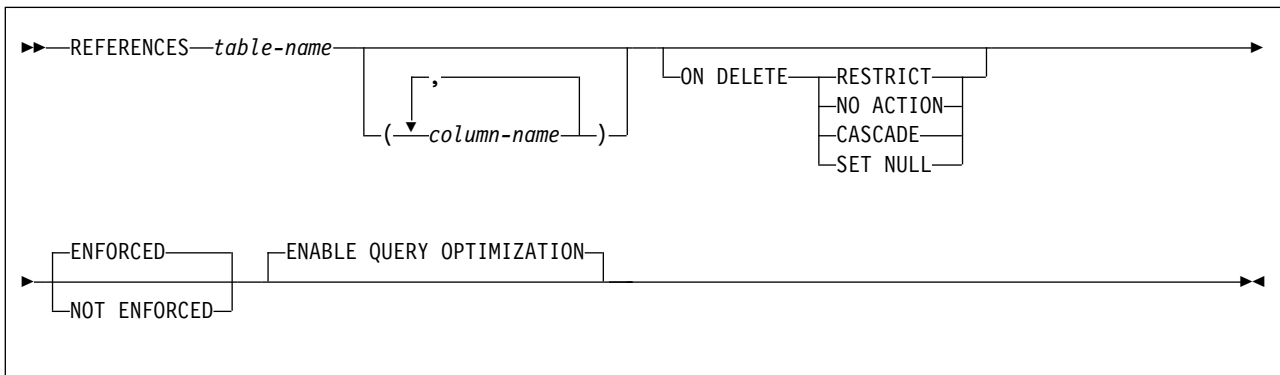 REFERENCES table-name
ON DELETE RESTRICT
,
NO ACTION
( column-name )
CASCADE
SET NULL
ENFORCED
ENABLE QUERY OPTIMIZATION
NOT ENFORCED